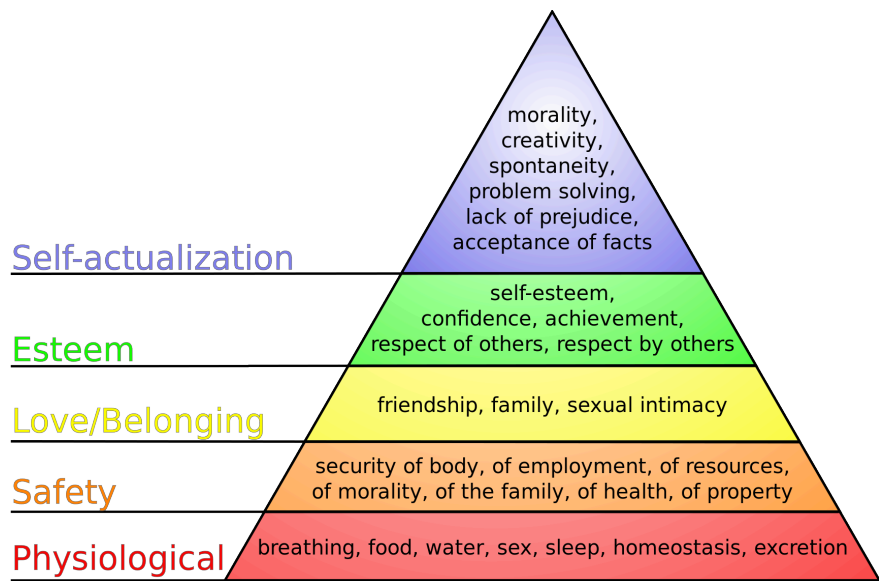 morality,
creativity,
spontaneity,
problem solving,
lack of prejudice,
acceptance of facts
Self-actualization
self-esteem,
confidence, achievement,
respect of others, respect by others
Esteem
friendship, family, sexual intimacy
Love/Belonging
security of body, of employment, of resources,
of morality, of the family, of health, of property
Safety
breathing, food, water, sex, sleep, homeostasis, excretion
Physiological